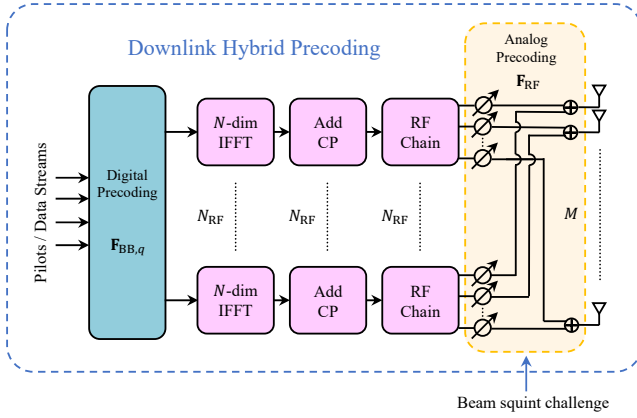 Downlink Hybrid Precoding
Analog
Precoding
F_RF
Pilots / Data Streams
Digital
Precoding
F_BB,q
N-dim
IFFT
Add
CP
RF
Chain
N_RF
N_RF
N_RF
M
N-dim
IFFT
Add
CP
RF
Chain
Beam squint challenge